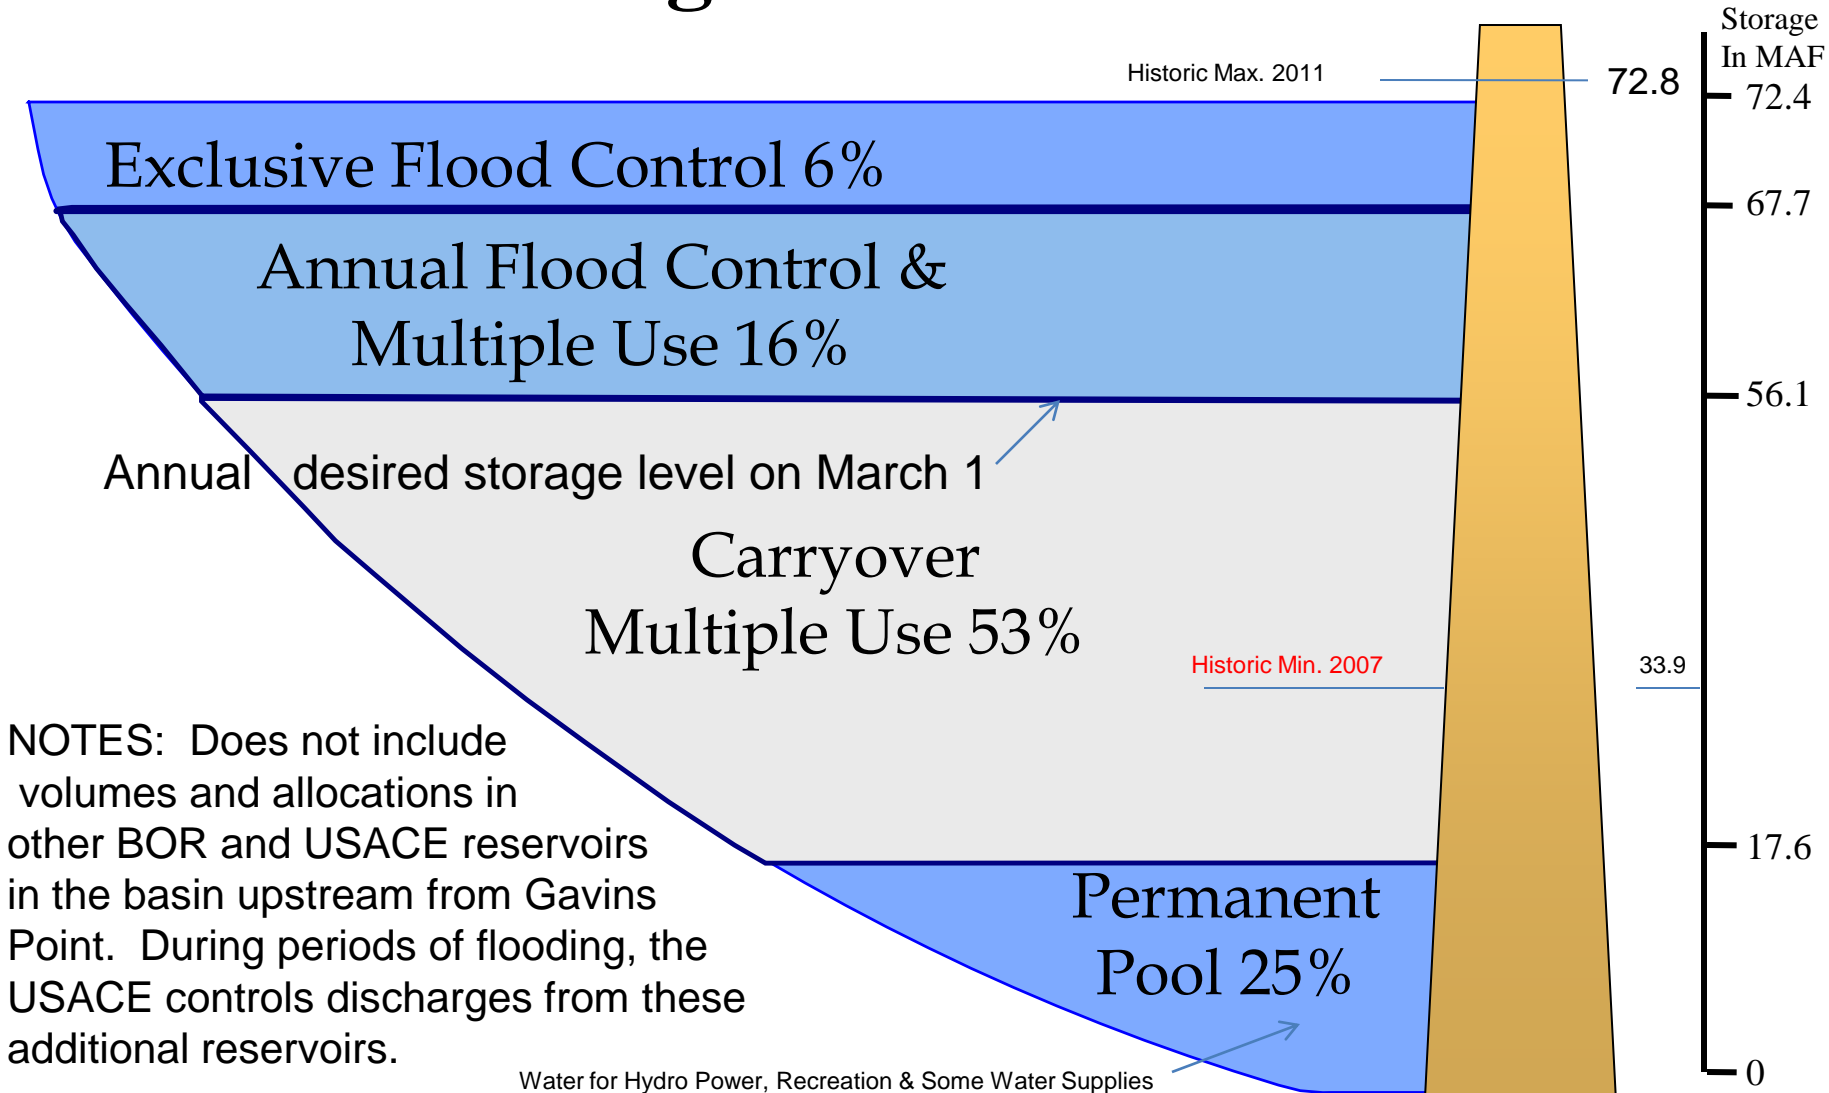 Storage
In MAF
Historic Max. 2011
72.8
72.4
Exclusive Flood Control 6%
67.7
Annual Flood Control &
Multiple Use 16%
56.1
Annual desired storage level on March 1
Carryover
Multiple Use 53%
Historic Min. 2007
33.9
NOTES: Does not include
volumes and allocations in
other BOR and USACE reservoirs
in the basin upstream from Gavins
Point. During periods of flooding, the
USACE controls discharges from these
additional reservoirs.
17.6
Permanent
Pool 25%
0
Water for Hydro Power, Recreation & Some Water Supplies